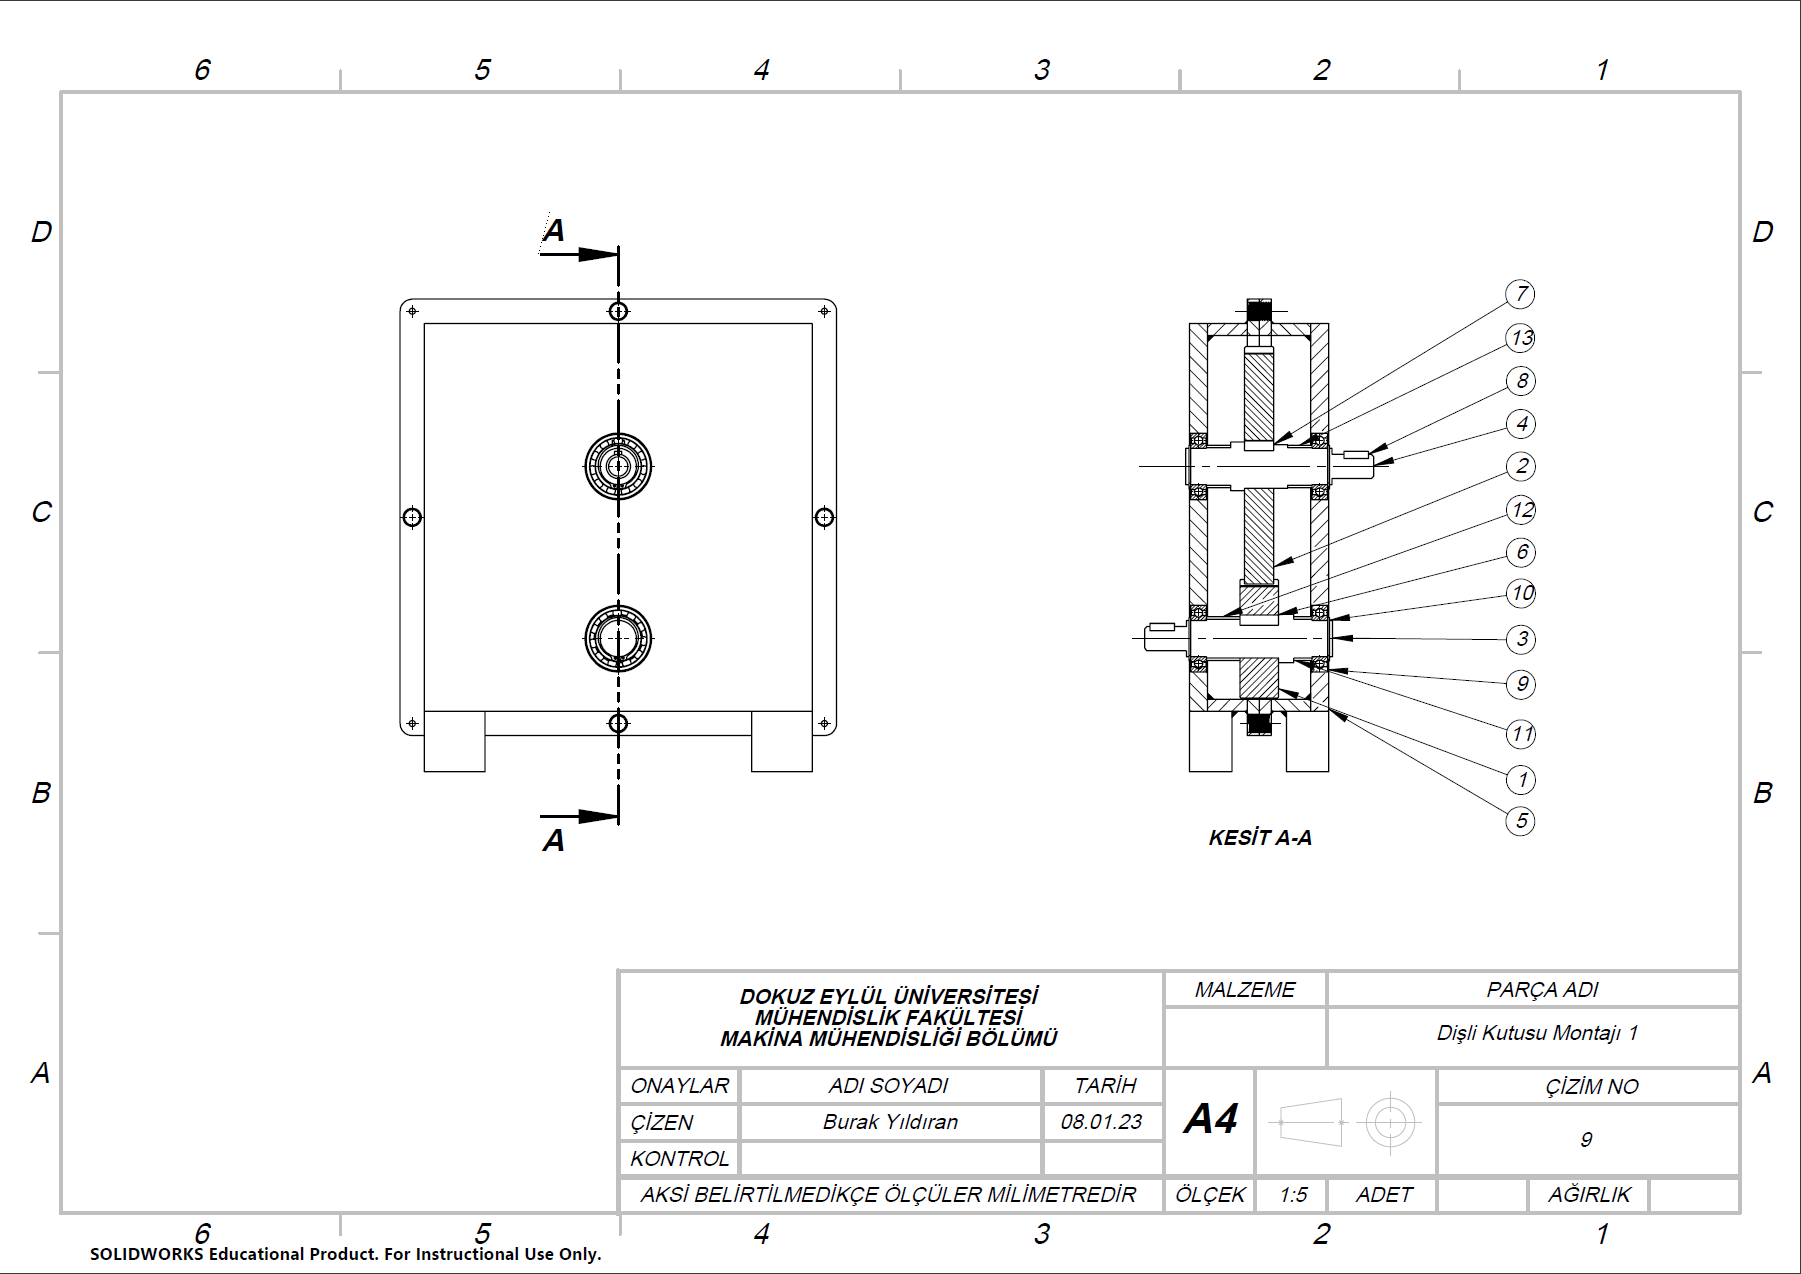 6 5 4 3 2 1
D D
A
7
13
8
4
2
C C
12
6
10
3
9
11
1
B B
5
A
KESİT A-A
DOKUZ EYLÜL ÜNİVERSİTESİ
MÜHENDİSLİK FAKÜLTESİ
MAKİNA MÜHENDİSLİĞİ BÖLÜMÜ
MALZEME PARÇA ADI
Dişli Kutusu Montajı 1
A A
ONAYLAR ADI SOYADI TARİH
A4
ÇİZİM NO
ÇİZEN Burak Yıldıran 08.01.23
9
KONTROL
AKSİ BELİRTİLMEDİKÇE ÖLÇÜLER MİLİMETREDİR ÖLÇEK 1:5 ADET AĞIRLIK
6 5 4 3 2 1
SOLIDWORKS Educational Product. For Instructional Use Only.